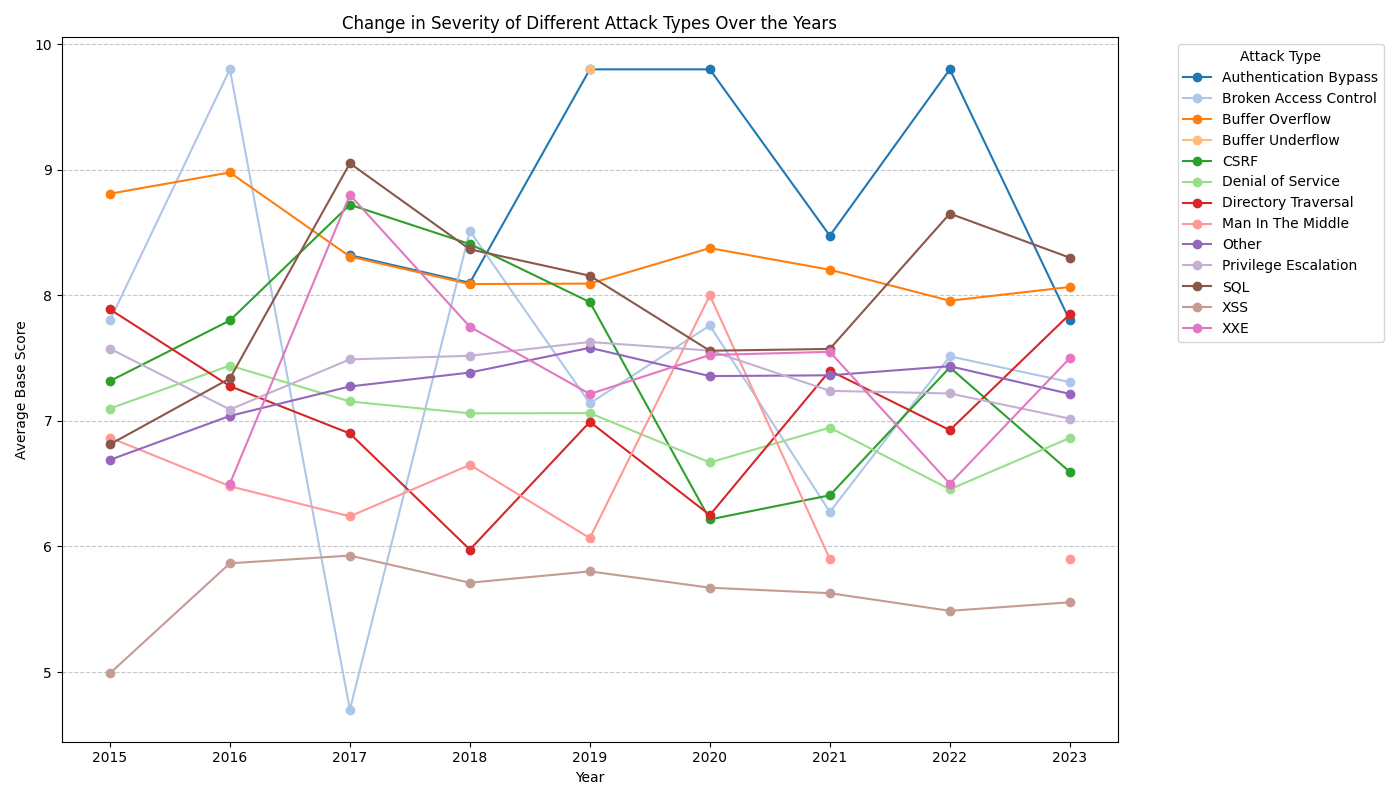 Change in Severity of Different Attack Types Over the Years
10
9
8
7
6
5
Average Base Score
2015 2016 2017 2018 2019 2020 2021 2022 2023
Year
Attack Type
Authentication Bypass
Broken Access Control
Buffer Overflow
Buffer Underflow
CSRF
Denial of Service
Directory Traversal
Man In The Middle
Other
Privilege Escalation
SQL
XSS
XXE